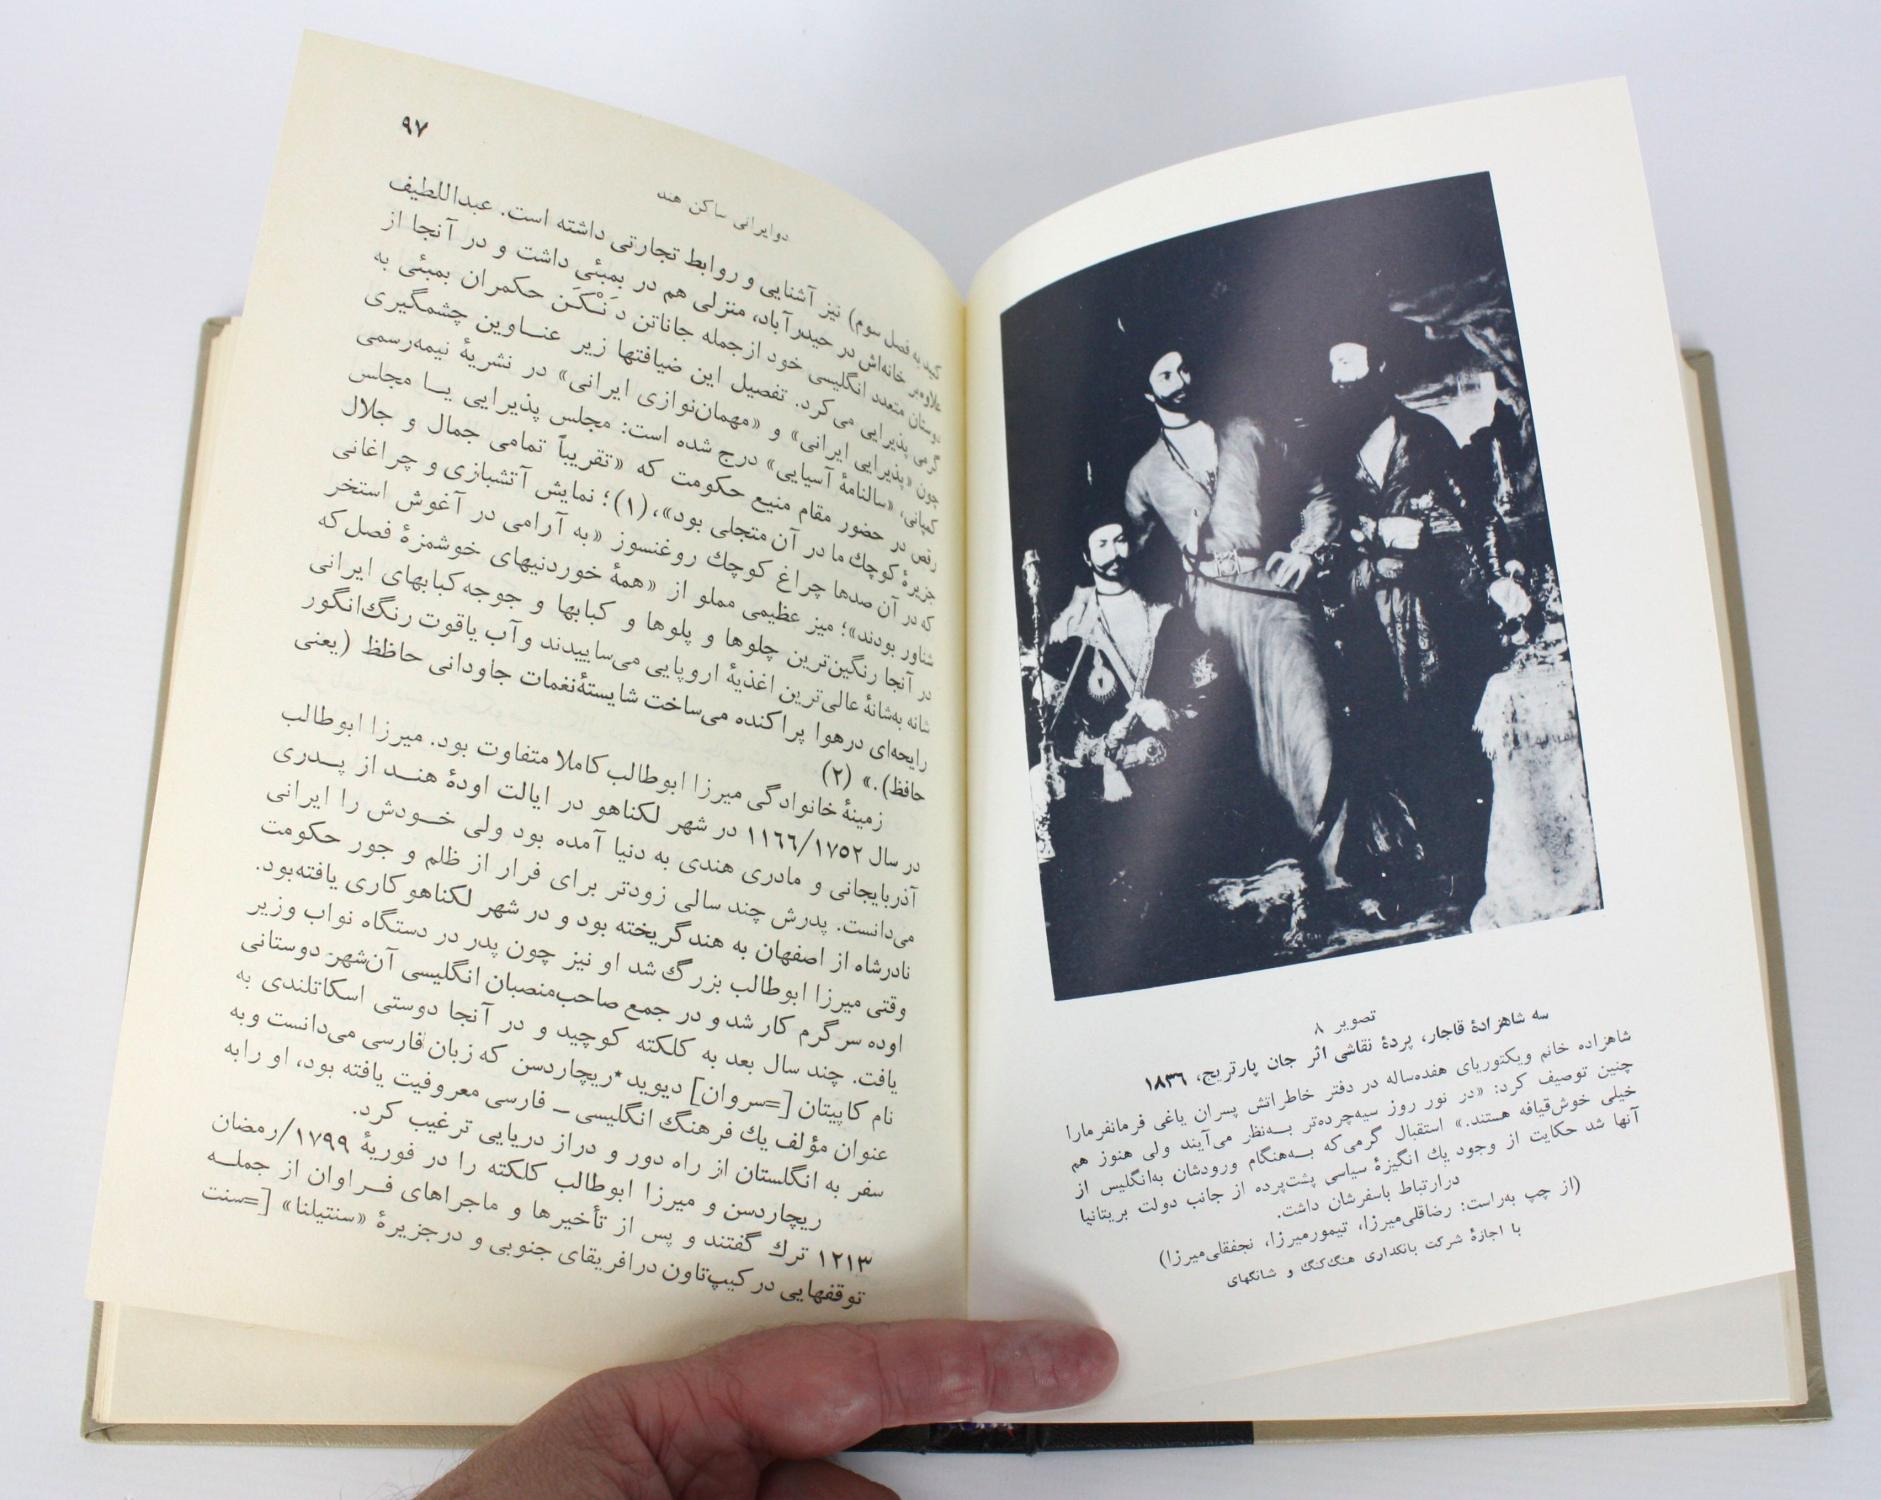 تصویر ۸
سه شاهزادهٔ قاجار، پردهٔ نقاشی اثر جان پارتریج، ۱۸۳۶
شاهزاده خانم ویکتوریای هفده‌ساله در دفتر خاطراتش پسران یاغی فرمانفرما را
چنین توصیف کرد: «در نور روز سیه‌چرده‌تر به‌نظر می‌آیند ولی هنوز هم
خیلی خوش‌قیافه هستند.» استقبال گرمی‌که به‌هنگام ورودشان به‌انگلیس از
آنها شد حکایت از وجود یك انگیزهٔ سیاسی پشت‌پرده از جانب دولت بریتانیا
درارتباط باسفرشان داشت.
(از چپ به‌راست: رضاقلی‌میرزا، تیمورمیرزا، نجفقلی‌میرزا)
با اجازهٔ شرکت بانکداری هنگ‌کنگ و شانگهای
۹۷
دوایرانی ساکن هند
کنید به فصل سوم) نیز آشنایی و روابط تجارتی داشته است. عبداللطیف
علاوه‌بر خانه‌اش در حیدرآباد، منزلی هم در بمبئی داشت و در آنجا از
دوستان متعدد انگلیسی خود ازجمله جاناتن دَنْکَن حکمران بمبئی به
گرمی پذیرایی می‌کرد. تفصیل این ضیافتها زیر عناوین چشمگیری
چون «پذیرایی ایرانی» و «مهمان‌نوازی ایرانی» در نشریهٔ نیمه‌رسمی
کمپانی، «سالنامهٔ آسیایی» درج شده است: مجلس پذیرایی یا مجلس
رقص در حضور مقام منیع حکومت که «تقریباً تمامی جمال و جلال
جزیرهٔ کوچك ما در آن متجلی بود»، (۱)؛ نمایش آتشبازی و چراغانی
که در آن صدها چراغ کوچك روغنسوز «به آرامی در آغوش استخر
شناور بودند»؛ میز عظیمی مملو از «همهٔ خوردنیهای خوشمزهٔ فصل که
در آنجا رنگین‌ترین چلوها و پلوها و کبابها و جوجه‌کبابهای ایرانی
شانه به‌شانهٔ عالی‌ترین اغذیهٔ اروپایی می‌ساییدند وآب یاقوت رنگ‌انگور
رایحه‌ای درهوا پراکنده می‌ساخت شایستهٔ‌نغمات جاودانی حاظظ (یعنی
حافظ).» (۲)
زمینهٔ خانوادگی میرزا ابوطالب کاملا متفاوت بود. میرزا ابوطالب
در سال ۱۱۶۶/۱۷۵۲ در شهر لکناهو در ایالت اودهٔ هند از پدری
آذربایجانی و مادری هندی به دنیا آمده بود ولی خودش را ایرانی
می‌دانست. پدرش چند سالی زودتر برای فرار از ظلم و جور حکومت
نادرشاه از اصفهان به هندگریخته بود و در شهر لکناهو کاری یافته‌بود.
وقتی میرزا ابوطالب بزرگ شد او نیز چون پدر در دستگاه نواب وزیر
اوده سرگرم کار شد و در جمع صاحب‌منصبان انگلیسی آن‌شهر دوستانی
یافت. چند سال بعد به کلکته کوچید و در آنجا دوستی اسکاتلندی به
نام کاپیتان [=سروان] دیوید*ریچاردسن که زبان فارسی می‌دانست وبه
عنوان مؤلف یك فرهنگ انگلیسی ـ فارسی معروفیت یافته بود، او رابه
سفر به انگلستان از راه دور و دراز دریایی ترغیب کرد.
ریچاردسن و میرزا ابوطالب کلکته را در فوریهٔ ۱۷۹۹/رمضان
۱۲۱۳ ترك گفتند و پس از تأخیرها و ماجراهای فراوان از جمله
توقفهایی در کیپ‌تاون درافریقای جنوبی و درجزیرهٔ «سنتیلنا» [=سنت